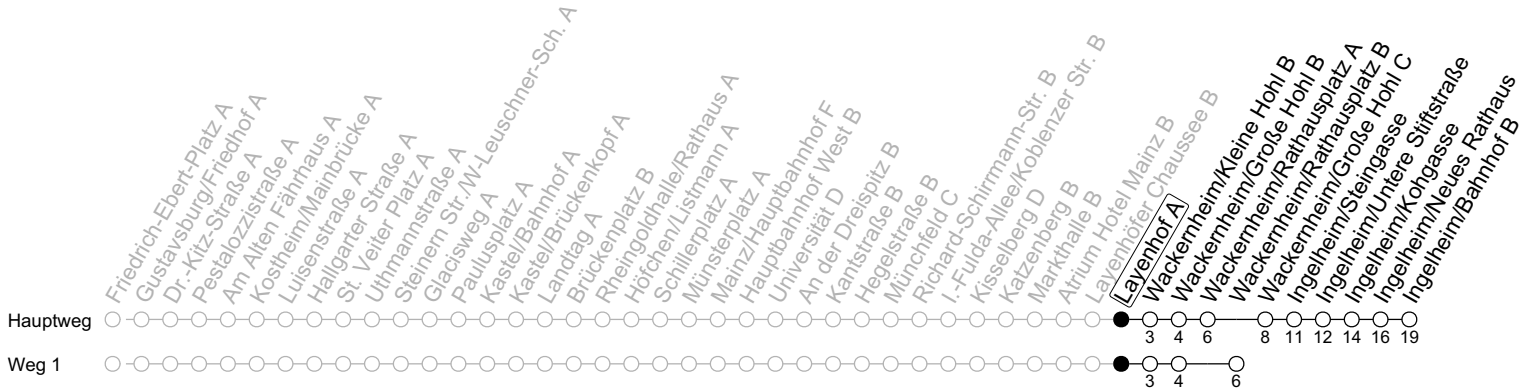 Friedrich-Ebert-Platz A
Gustavsburg/Friedhof A
Dr.-Kitz-Straße A
Pestalozzistraße A
Am Alten Fährhaus A
Kostheim/Mainbrücke A
Luisenstraße A
Hallgarter Straße A
St. Veiter Platz A
Uthmannstraße A
Steinern Str./W-Leuschner-Sch. A
Glacisweg A
Paulusplatz A
Kastel/Bahnhof A
Kastel/Brückenkopf A
Landtag A
Brückenplatz B
Rheingoldhalle/Rathaus A
Höfchen/Listmann A
Schillerplatz A
Münsterplatz A
Mainz/Hauptbahnhof F
Hauptbahnhof West B
Universität D
An der Dreispitz B
Kantstraße B
Hegelstraße B
Münchfeld C
Richard-Schirrmann-Str. B
I.-Fulda-Allee/Koblenzer Str. B
Kisselberg D
Katzenberg B
Markthalle B
Atrium Hotel Mainz B
Layenhöfer Chaussee B
Layenhof A
Wackernheim/Kleine Hohl B
Wackernheim/Große Hohl B
Wackernheim/Rathausplatz A
Wackernheim/Rathausplatz B
Wackernheim/Große Hohl C
Ingelheim/Steingasse
Ingelheim/Untere Stiftstraße
Ingelheim/Rohrgasse
Ingelheim/Neues Rathaus
Ingelheim/Bahnhof B
Hauptweg
3 4 6 8 11 12 14 16 19
Weg 1
3 4 6